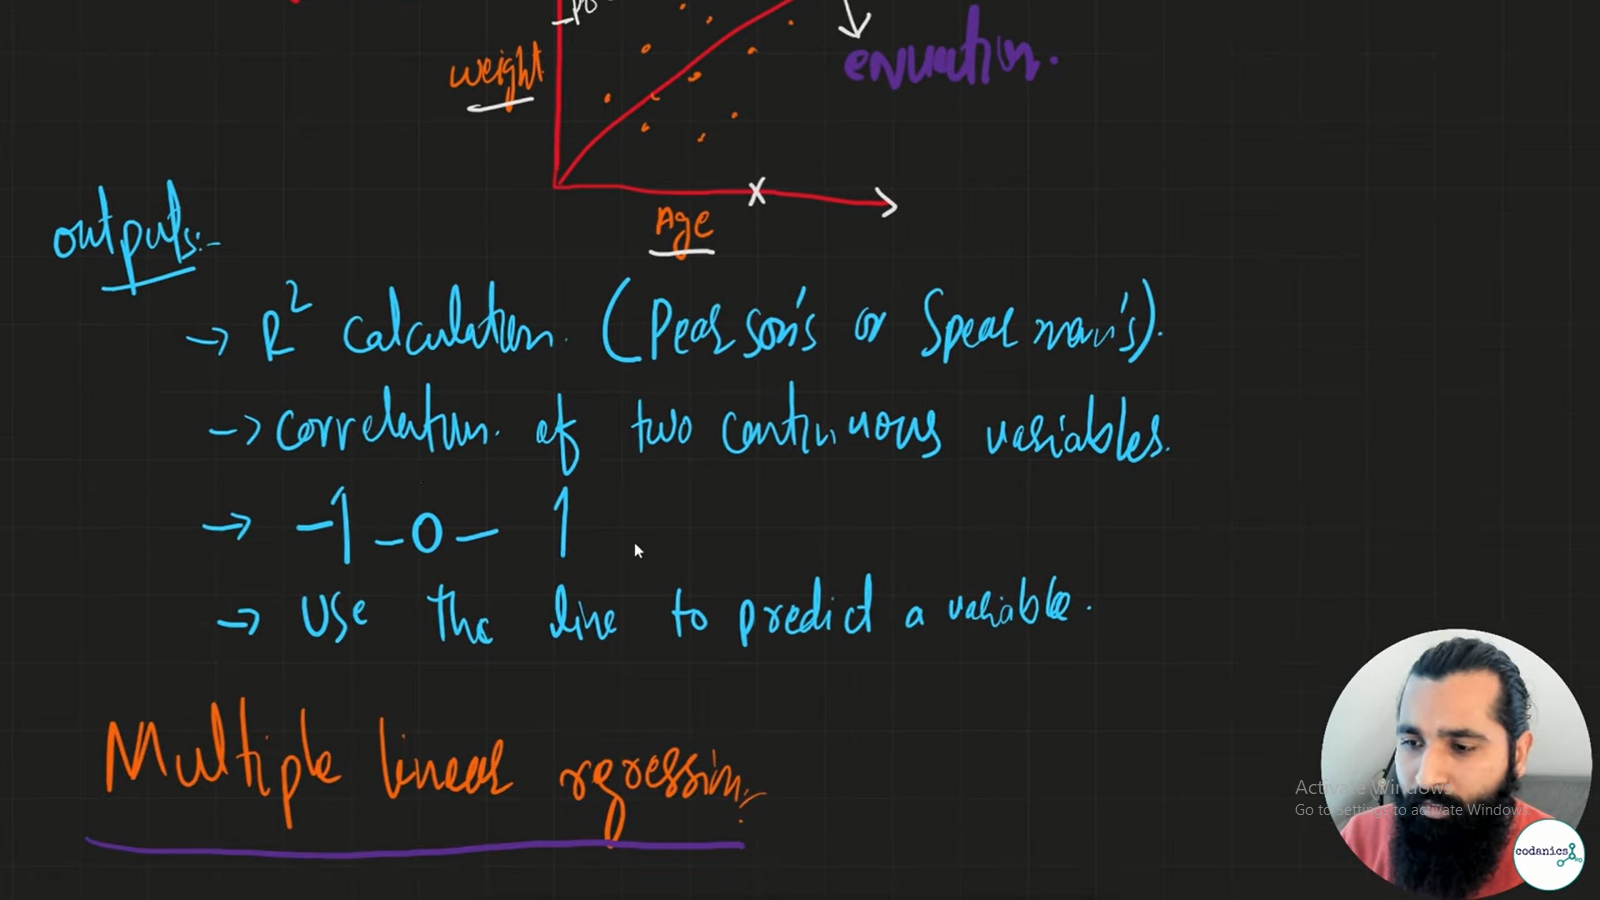 weight
enuation.
Age
outputs:-
→ R² calculation. (Pearson's or Spearman's).
→ correlation of two continuous variables.
→ -1 - 0 - 1
→ Use the line to predict a variable.
Multiple linear regression:-
Activate Windows
Go to Settings to activate Windows.
codanics